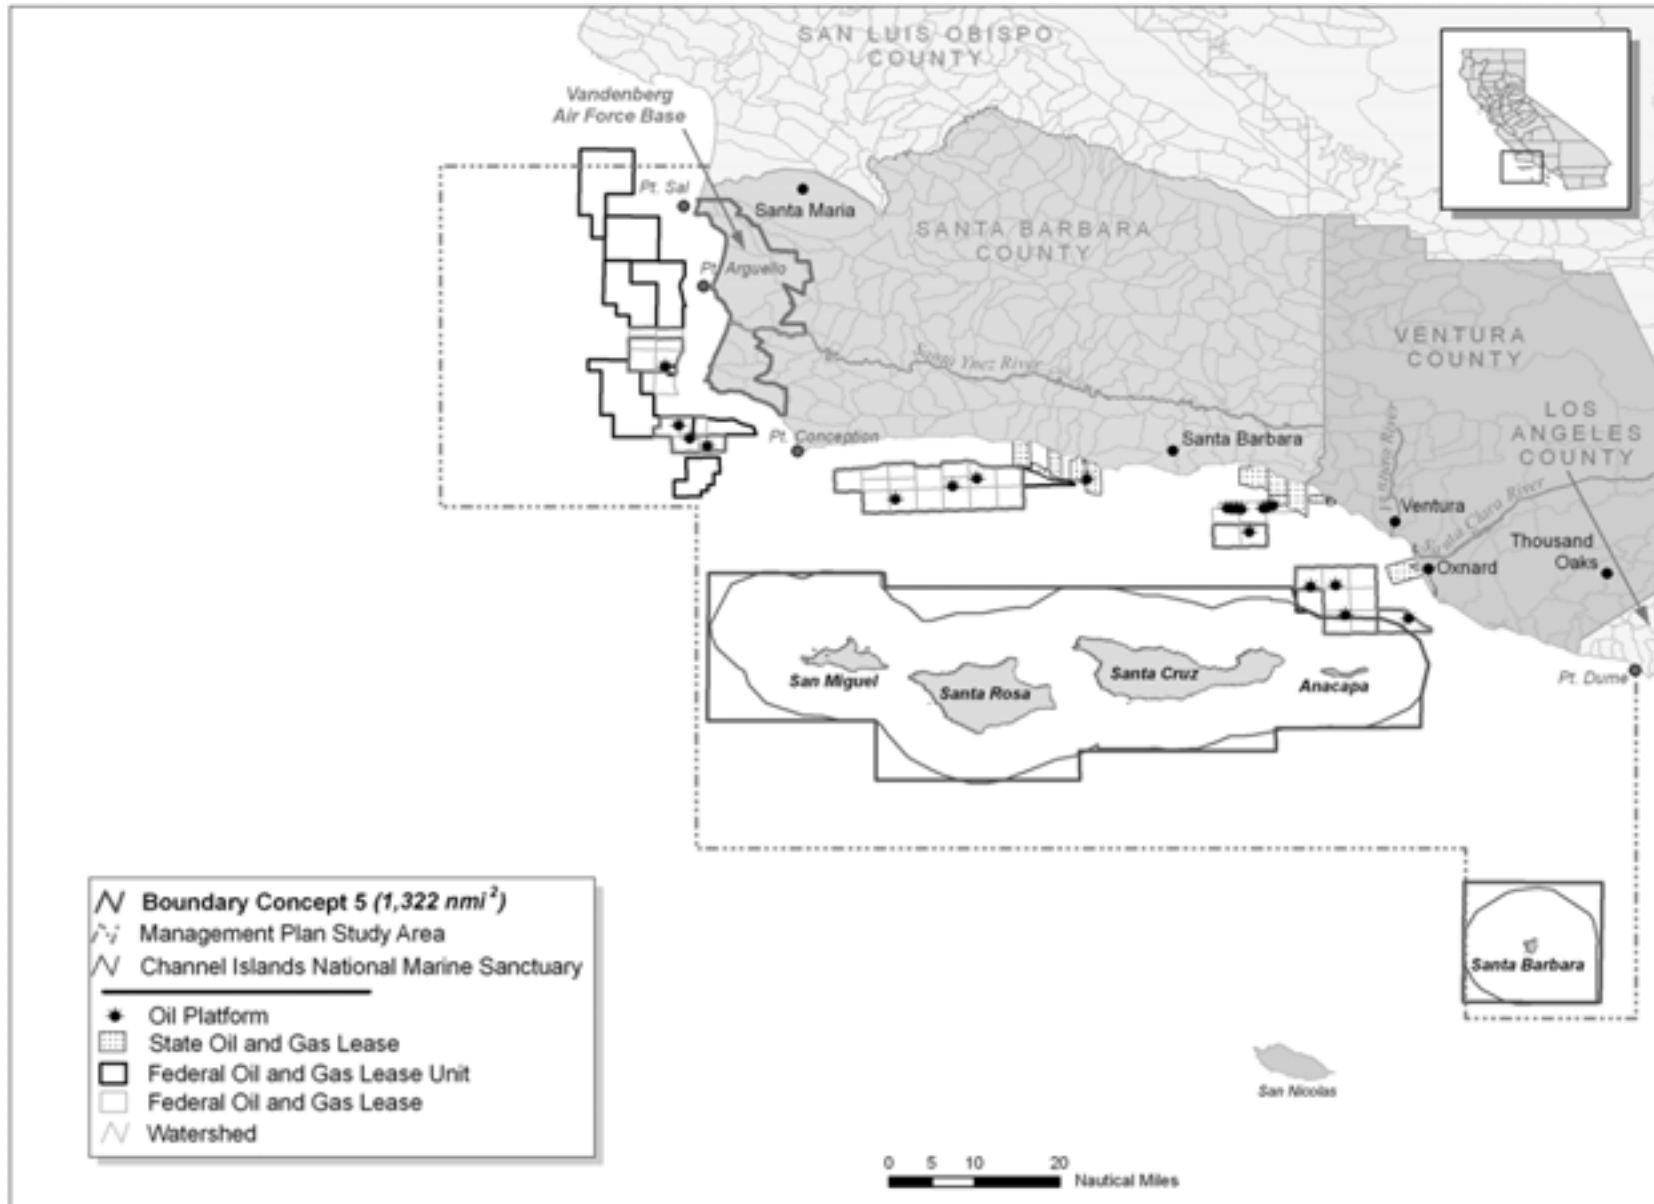 SAN LUIS OBISPO
COUNTY
Vandenberg
Air Force Base
Pt. Sal
Santa Maria
SANTA BARBARA
COUNTY
Pt. Arguello
VENTURA
COUNTY
Santa Ynez River
LOS
ANGELES
COUNTY
Pt. Conception
Santa Barbara
Ventura River
Ventura
Santa Clara River
Thousand
Oaks
Oxnard
San Miguel
Santa Rosa
Santa Cruz
Anacapa
Pt. Dume
Boundary Concept 5 (1,322 nmi²)
Management Plan Study Area
Channel Islands National Marine Sanctuary
Oil Platform
State Oil and Gas Lease
Federal Oil and Gas Lease Unit
Federal Oil and Gas Lease
Watershed
Santa Barbara
San Nicolas
0 5 10 20
Nautical Miles